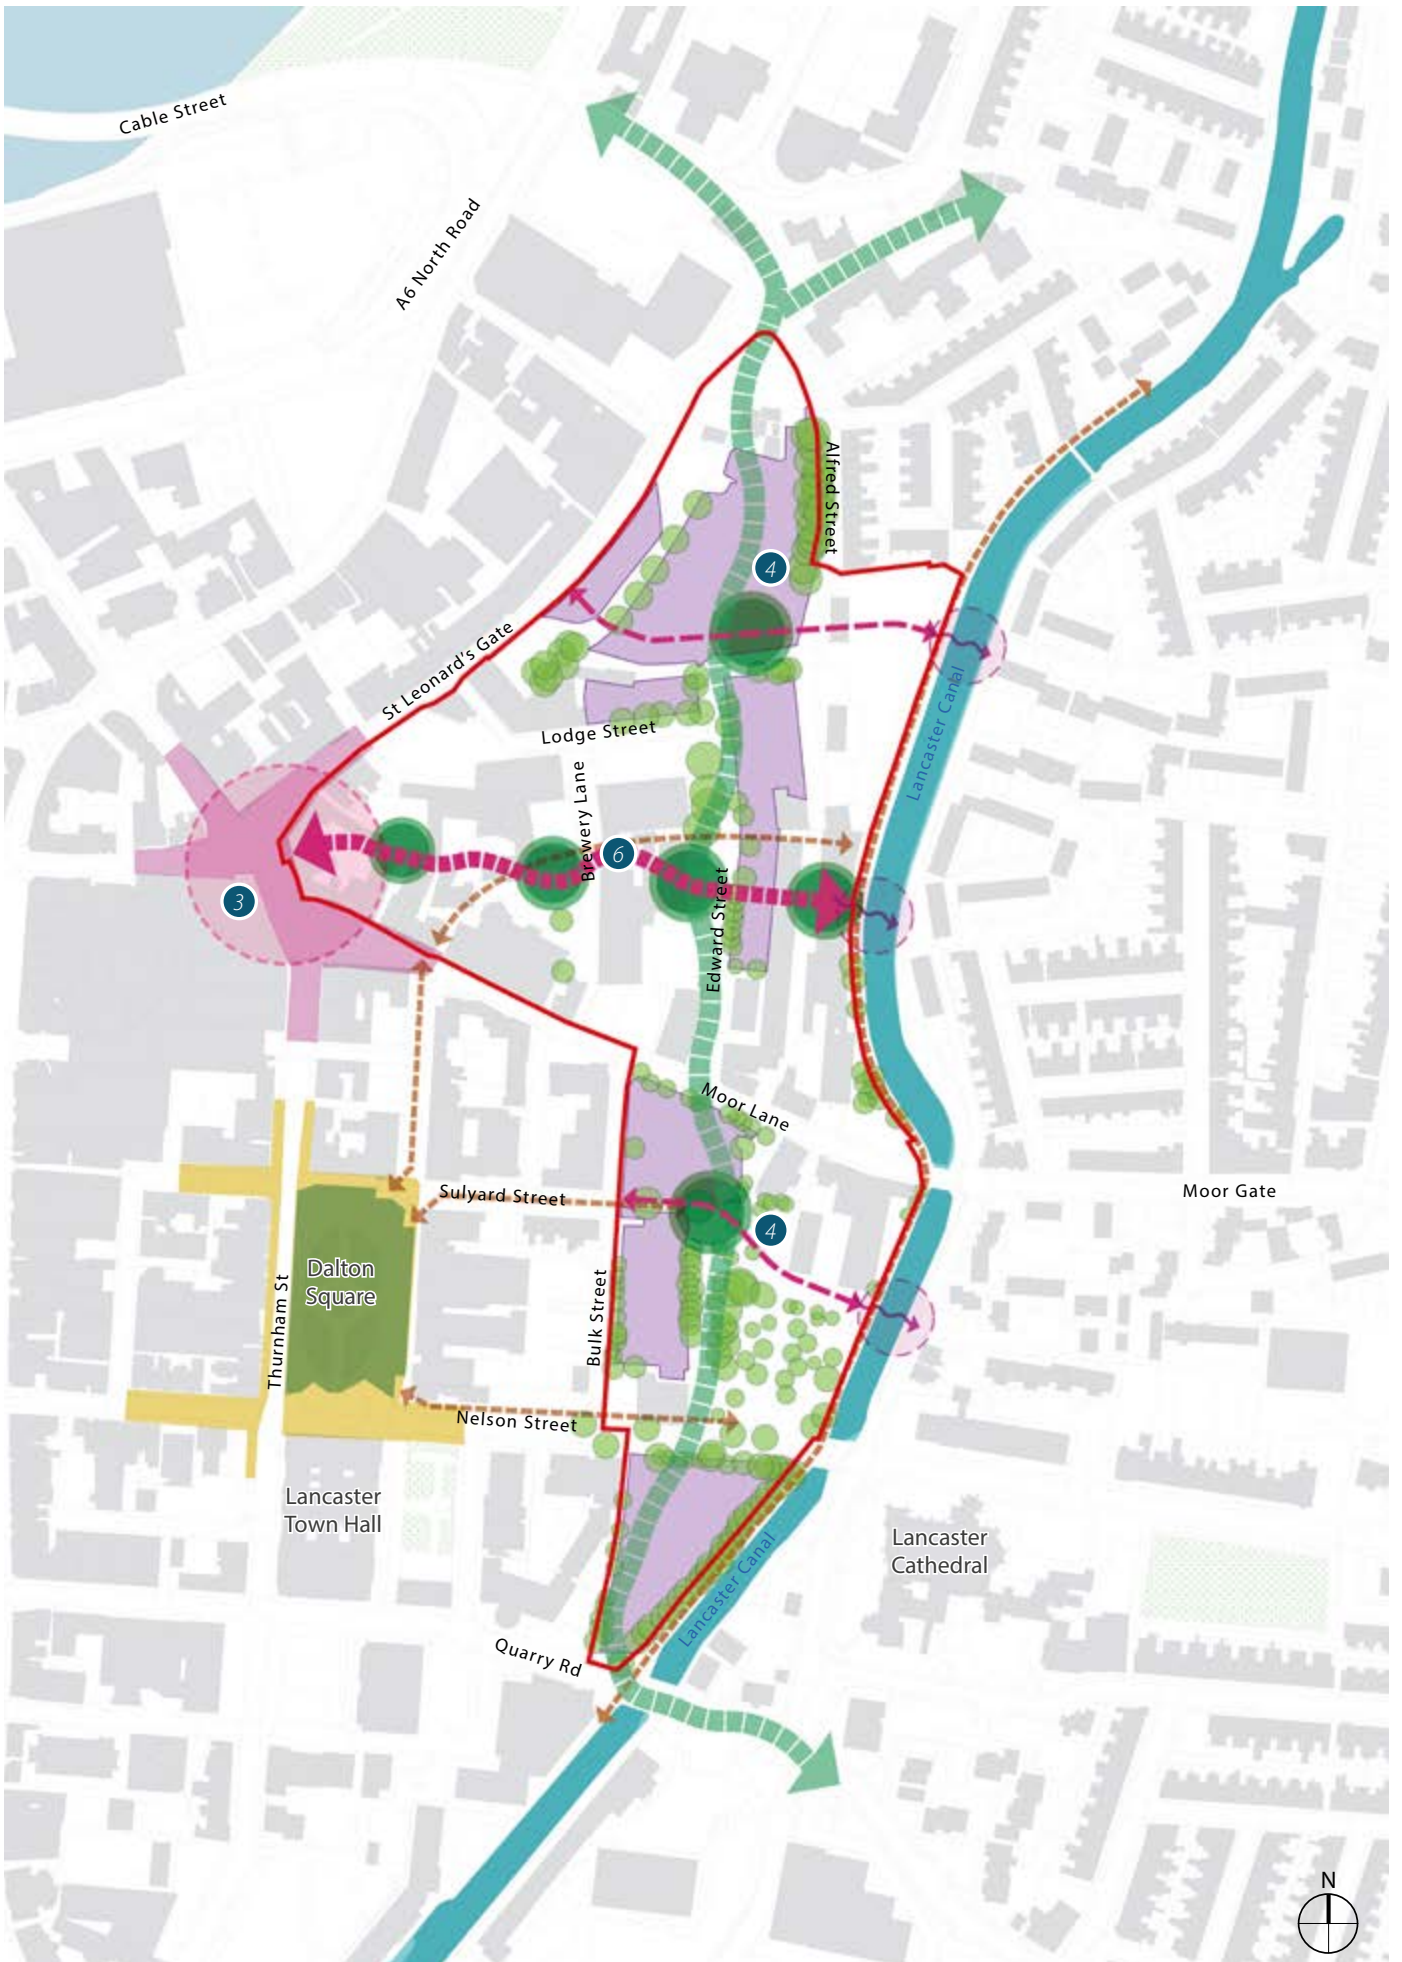 Cable Street
A6 North Road
Alfred Street
4
St Leonard's Gate
Lancaster Canal
Lodge Street
Brewery Lane
6
3
Edward Street
Moor Lane
Sulyard Street
Moor Gate
4
Dalton
Square
Thurnham St
Bulk Street
Nelson Street
Lancaster
Town Hall
Lancaster
Cathedral
Lancaster Canal
Quarry Rd
N